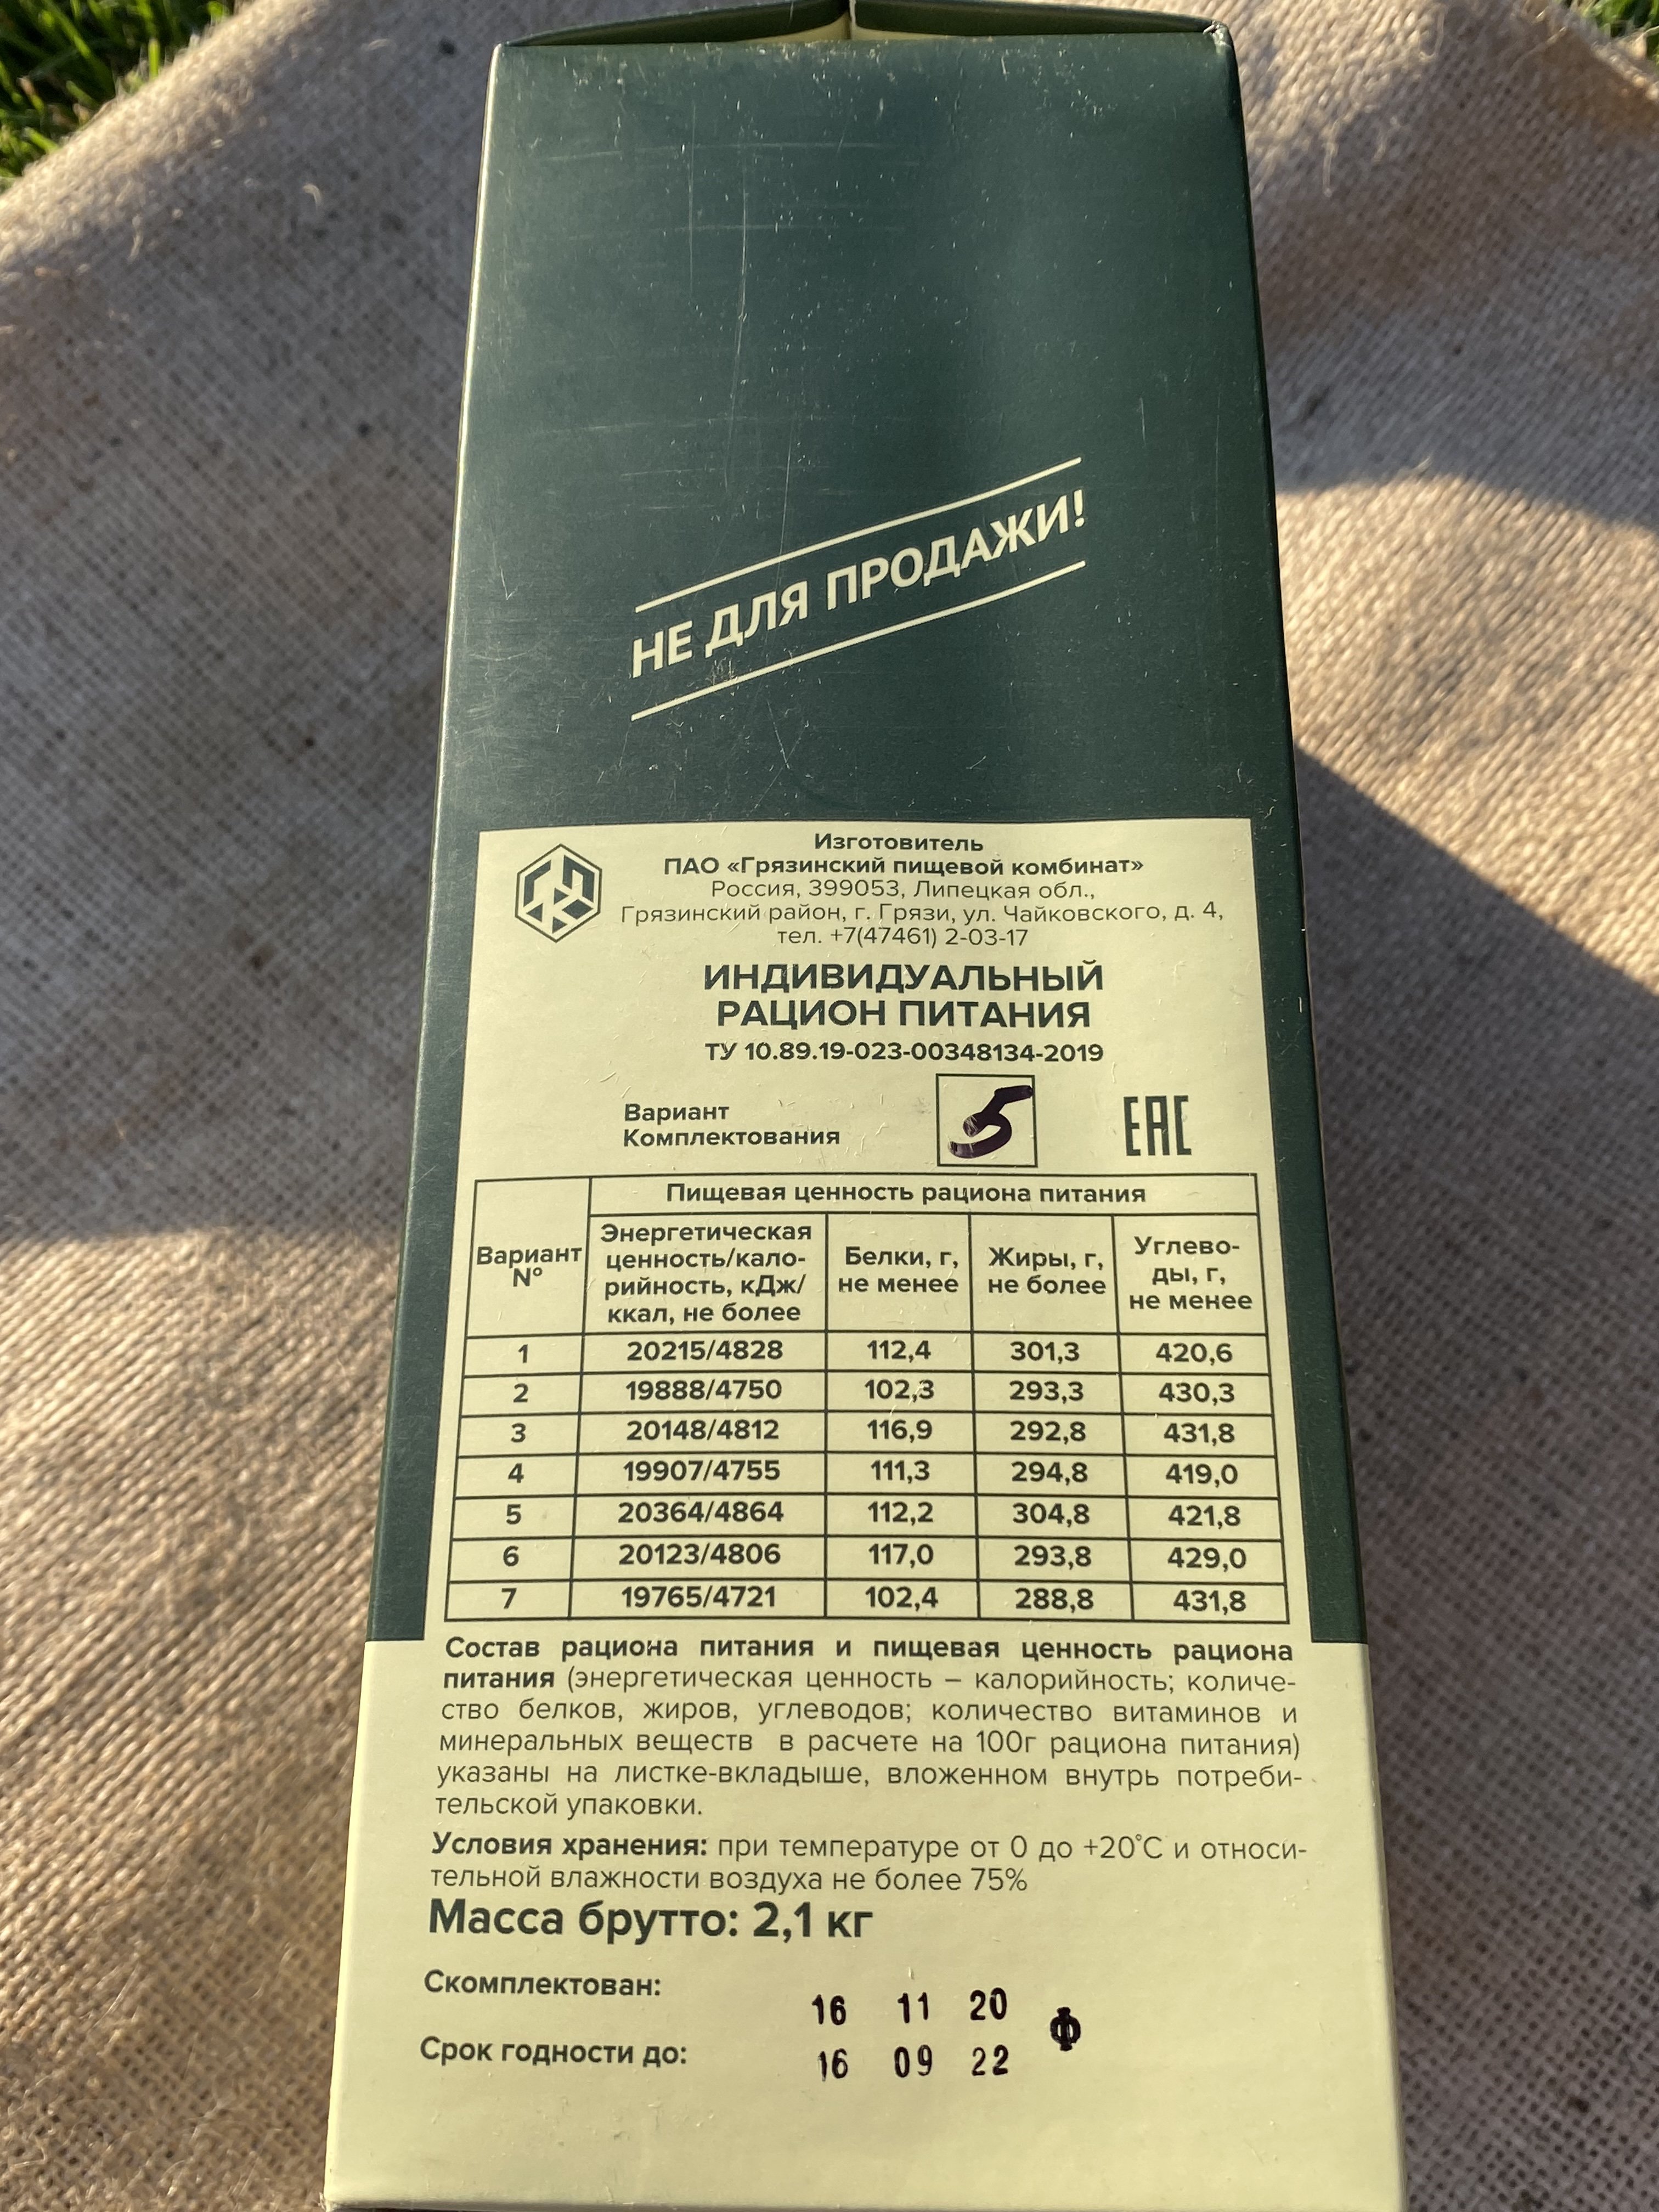 НЕ ДЛЯ ПРОДАЖИ!
ГПК
Изготовитель
ПАО «Грязинский пищевой комбинат»
Россия, 399053, Липецкая обл.,
Грязинский район, г. Грязи, ул. Чайковского, д. 4,
тел. +7(47461) 2-03-17
ИНДИВИДУАЛЬНЫЙ
РАЦИОН ПИТАНИЯ
ТУ 10.89.19-023-00348134-2019
Вариант
Комплектования
5
EAC
Пищевая ценность рациона питания
Вариант
№
Энергетическая
ценность/кало-
рийность, кДж/
ккал, не более
Белки, г,
не менее
Жиры, г,
не более
Углево-
ды, г,
не менее
1 20215/4828 112,4 301,3 420,6
2 19888/4750 102,3 293,3 430,3
3 20148/4812 116,9 292,8 431,8
4 19907/4755 111,3 294,8 419,0
5 20364/4864 112,2 304,8 421,8
6 20123/4806 117,0 293,8 429,0
7 19765/4721 102,4 288,8 431,8
Состав рациона питания и пищевая ценность рациона
питания (энергетическая ценность – калорийность; количе-
ство белков, жиров, углеводов; количество витаминов и
минеральных веществ в расчете на 100г рациона питания)
указаны на листке-вкладыше, вложенном внутрь потреби-
тельской упаковки.
Условия хранения: при температуре от 0 до +20°С и относи-
тельной влажности воздуха не более 75%
Масса брутто: 2,1 кг
Скомплектован: 16 11 20
Ф
Срок годности до: 16 09 22